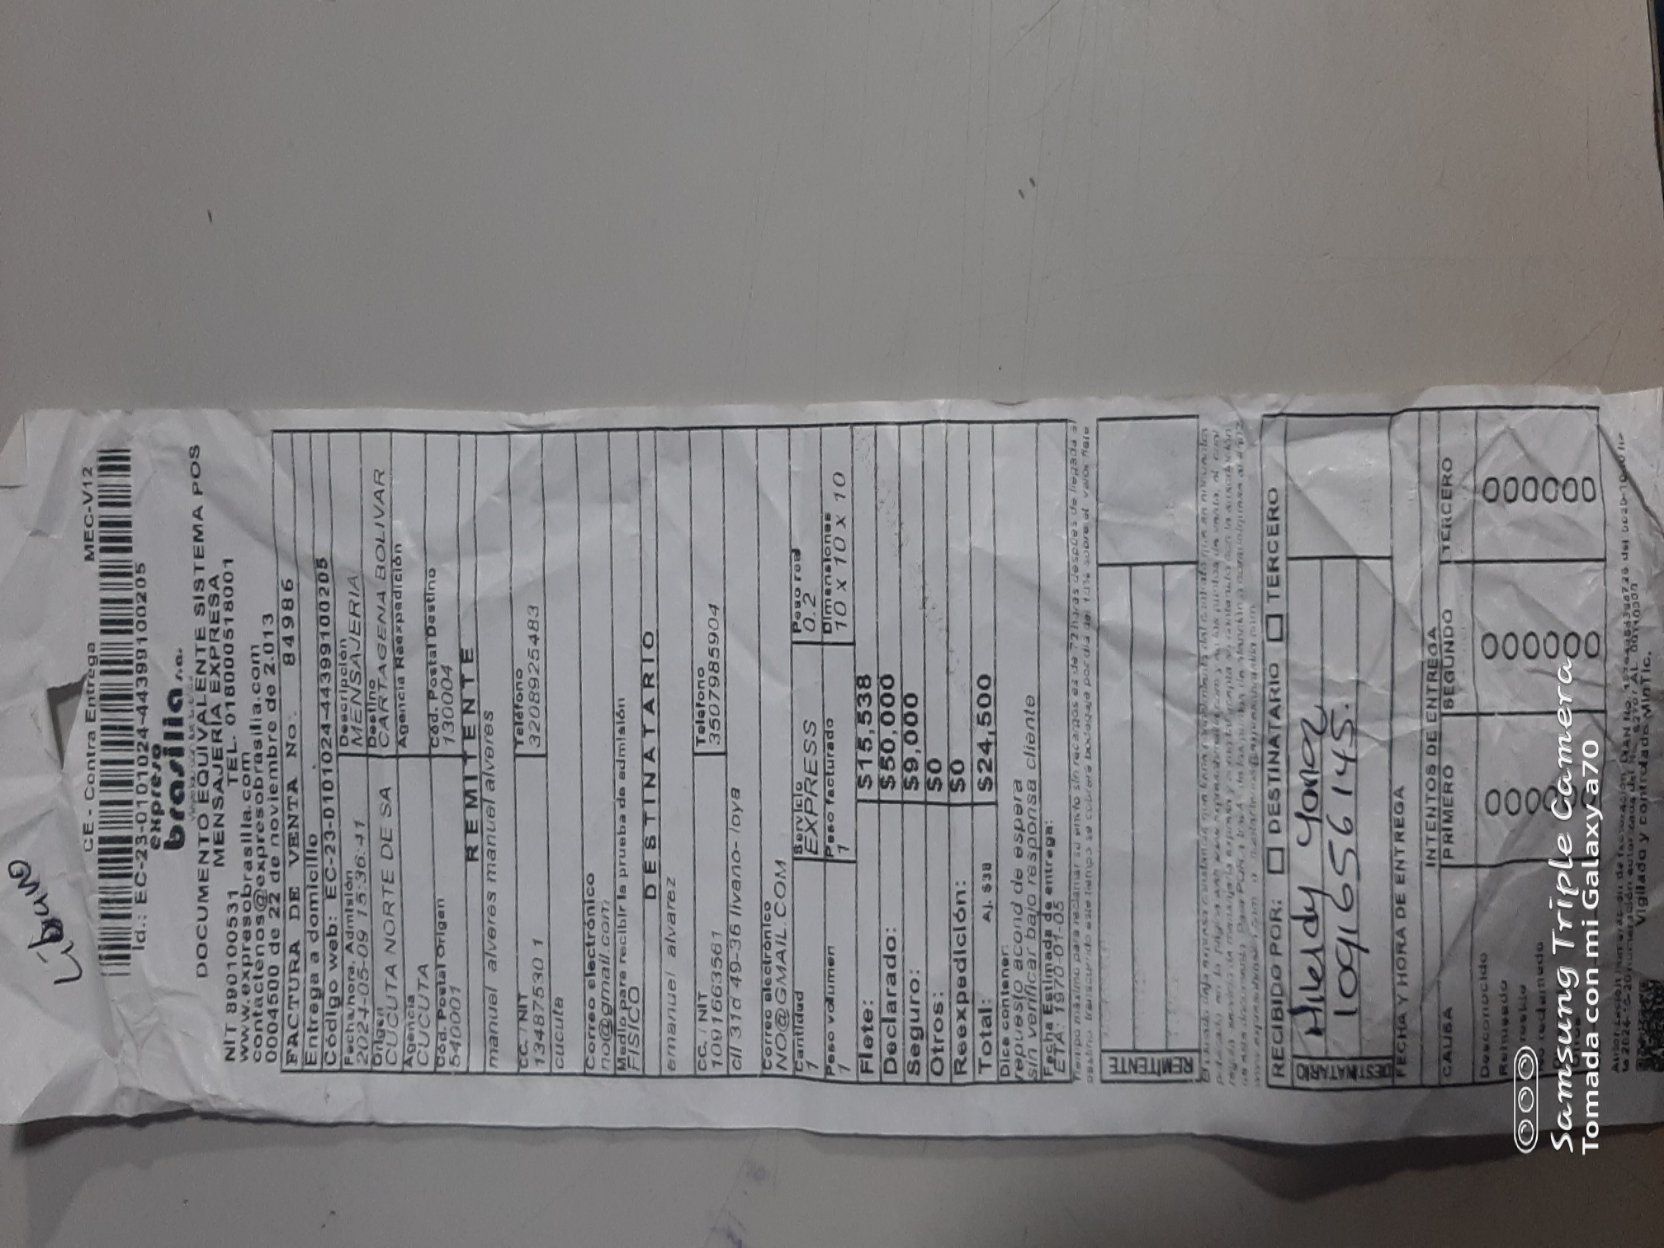 Libano
CE - Contra Entrega MEC-V12
Id.: EC-23-0101024-44399100205
expreso
brasilia s.a.
DOCUMENTO EQUIVALENTE SISTEMA POS
MENSAJERIA EXPRESA
NIT 890100531 TEL. 018000518001
www.expresobrasilia.com
contactenos@expresobrasilia.com
004500 de 22 de noviembre de 2.013
FACTURA DE VENTA No. 84986
Entrega a domicilio
Código web: EC-23-0101024-44399100205
Fecha/hora. Admisión Descripción
2024-05-09 15:36:41 MENSAJERIA
Origen Destino
CUCUTA NORTE DE SA CARTAGENA BOLIVAR
Agencia Agencia Reexpedición
CUCUTA
Cód. Postal Origen Cód. Postal Destino
540001 130004
REMITENTE
manuel alveres manuel alveres
CC. / NIT Teléfono
13487530 1 3208925483
cucuta
Correo electrónico
no@gmail.com
Medio para recibir la prueba de admisión
FISICO
DESTINATARIO
emanuel alvarez
CC. / NIT Teléfono
1091663561 3507985904
cll 31d 49-36 livano- loya
Correo electrónico
NO@GMAIL.COM
Cantidad Servicio Peso real
1 EXPRESS 0.2
Peso volumen Peso facturado Dimensiones
1 1 10 x 10 x 10
Flete: $15,538
Declarado: $50,000
Seguro: $9,000
Otros: $0
Reexpedición: $0
Total: AJ. $38 $24,500
Dice contener:
repuesto acond de espera
sin verificar bajo responsa cliente
Fecha Estimada de entrega:
ETA: 1970-01-05
REMITENTE
RECIBIDO POR: DESTINATARIO TERCERO
DESTINATARIO
1091656145.
FECHA Y HORA DE ENTREGA
INTENTOS DE ENTREGA
CAUSA PRIMERO SEGUNDO TERCERO
Desconocido
Rehusado
No reside
No reclamado
Vigilado y controlado MinTic.
Samsung Triple Camera
Tomada con mi Galaxy a70